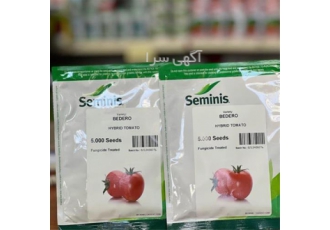 آگهی سرا
Seminis
BEDERO
HYBRID TOMATO
5.000 Seeds
Fungicide Treated
Seminis
BEDERO
HYBRID TOMATO
5.000 Seeds
Fungicide Treated